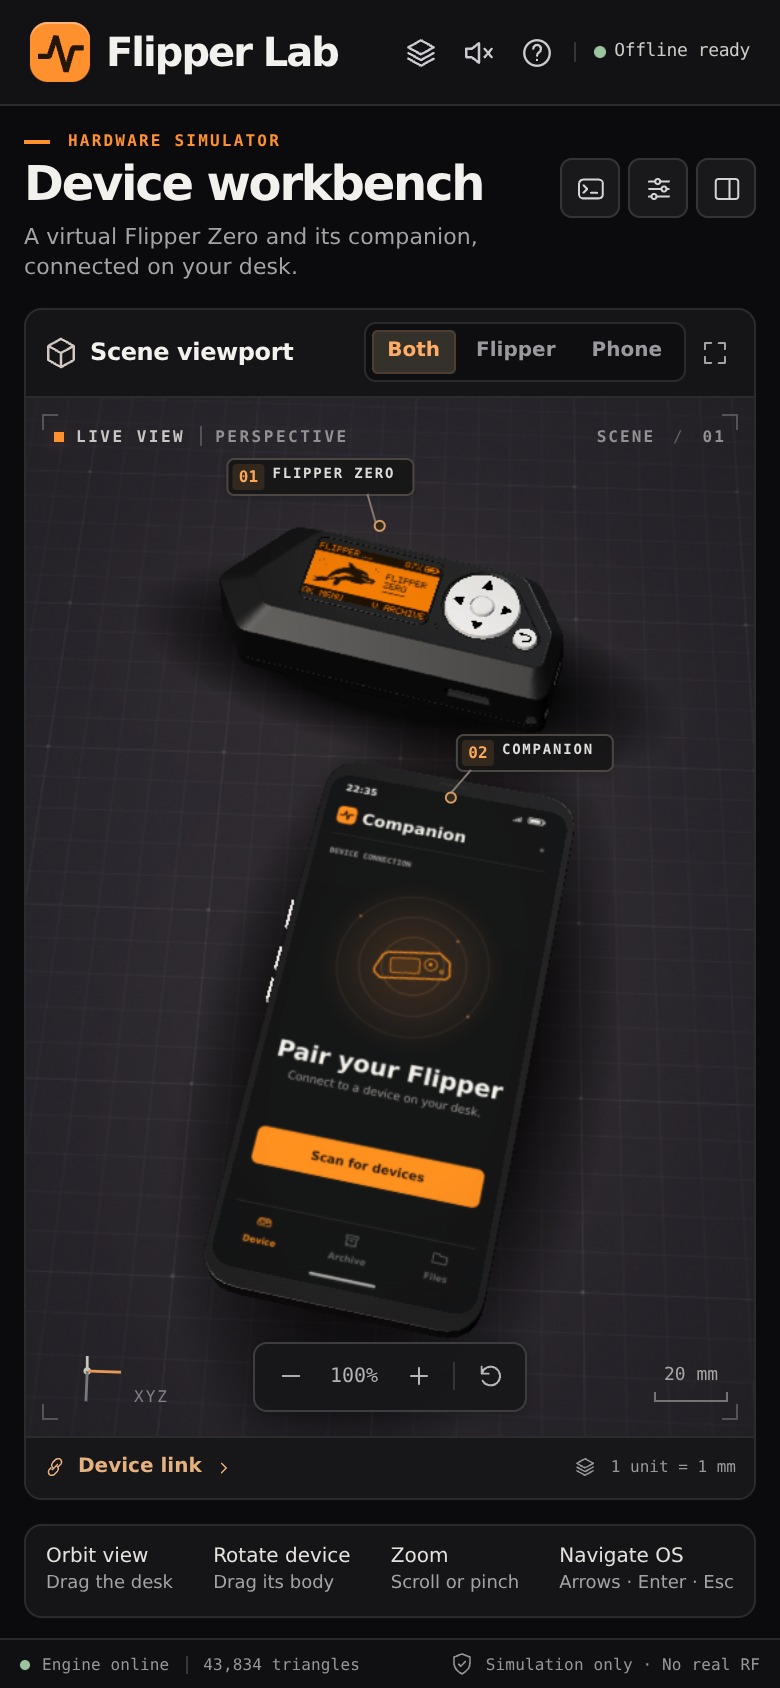 Flipper Lab
Offline ready
HARDWARE SIMULATOR
Device workbench
A virtual Flipper Zero and its companion,
connected on your desk.
Scene viewport
Both Flipper Phone
LIVE VIEW PERSPECTIVE
SCENE / 01
01 FLIPPER ZERO
FLIPPER
FLIPPER
ZERO
OK MENU
V ARCHIVE
02 COMPANION
22:35
Companion
DEVICE CONNECTION
Pair your Flipper
Connect to a device on your desk.
Scan for devices
Device
Archive
Files
XYZ
100%
20 mm
Device link
1 unit = 1 mm
Orbit view
Drag the desk
Rotate device
Drag its body
Zoom
Scroll or pinch
Navigate OS
Arrows · Enter · Esc
Engine online
43,834 triangles
Simulation only · No real RF